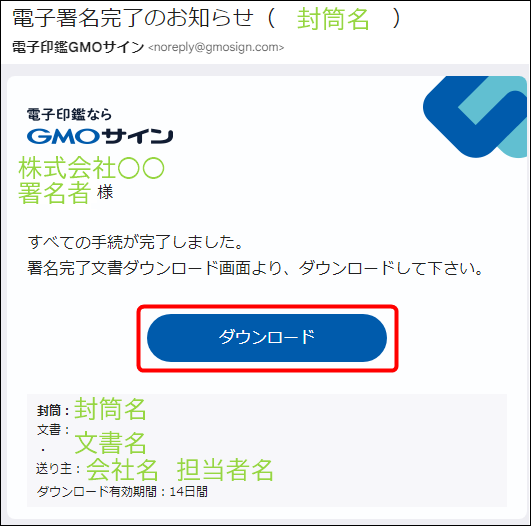 電子署名完了のお知らせ（ 封筒名 ）
電子印鑑GMOサイン <noreply@gmosign.com>
電子印鑑なら
GMOサイン
株式会社〇〇
署名者 様
すべての手続が完了しました。
署名完了文書ダウンロード画面より、ダウンロードして下さい。
ダウンロード
封筒：封筒名
文書：
・ 文書名
送り主：会社名 担当者名
ダウンロード有効期間：14日間